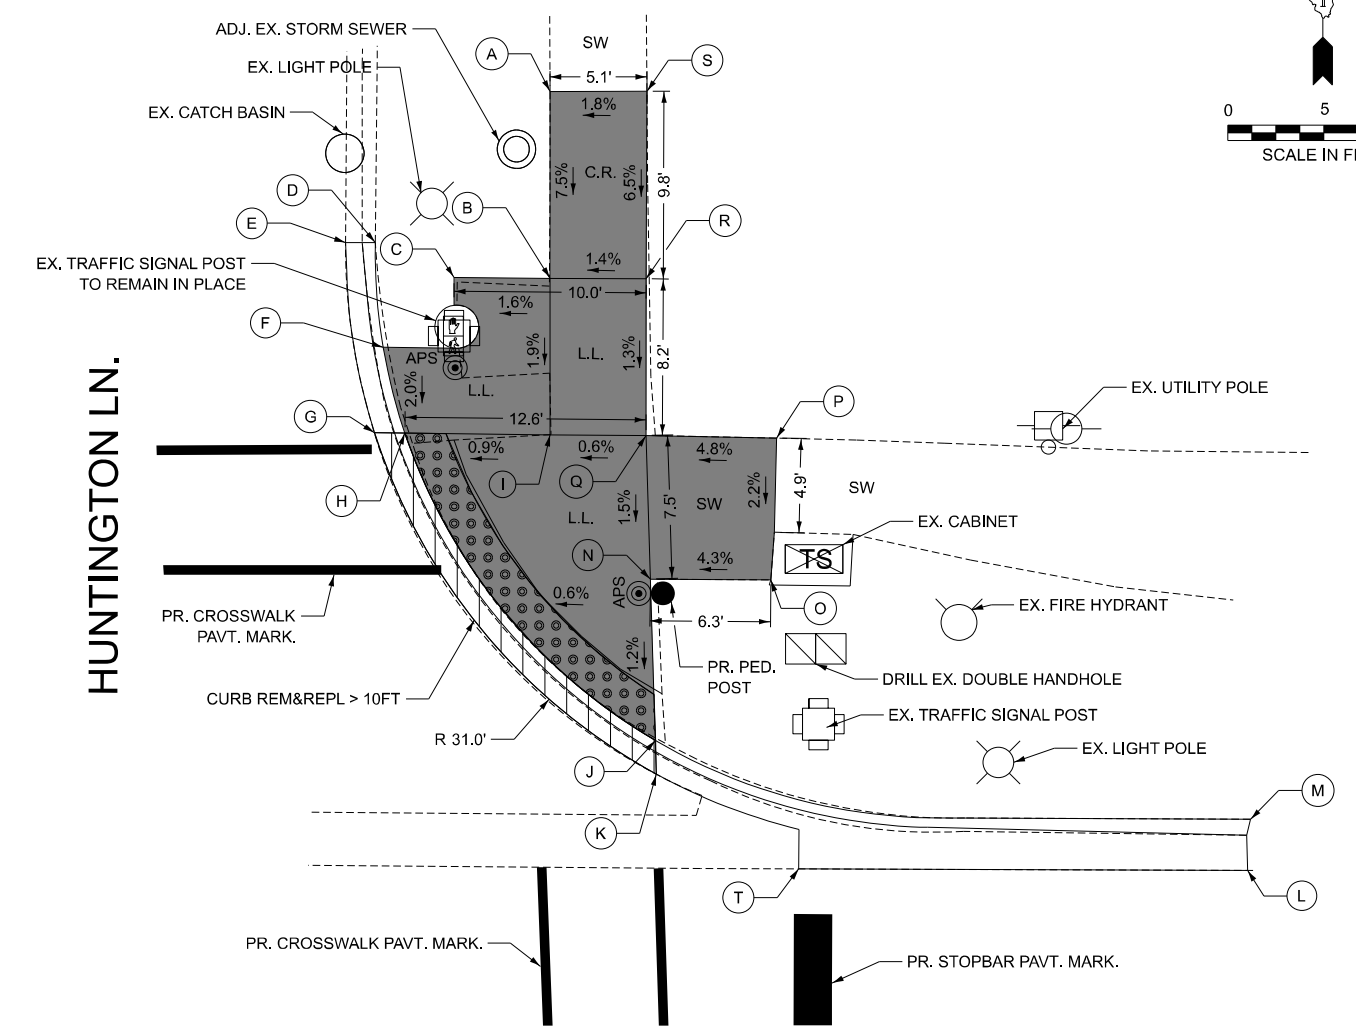 ADJ. EX. STORM SEWER
SW
A
S
5.1'
EX. LIGHT POLE
1.8%
0
5
SCALE IN
EX. CATCH BASIN
7.5%
C.R.
6.5%
9.8'
D
B
R
E
C
1.4%
EX. TRAFFIC SIGNAL POST
TO REMAIN IN PLACE
10.0'
1.6%
F
APS
1.9%
L.L.
1.3%
8.2'
HUNTINGTON LN.
2.0%
L.L.
EX. UTILITY POLE
P
G
12.6'
0.9%
0.6%
4.8%
I
Q
H
L.L.
1.5%
7.5'
SW
2.2%
4.9'
SW
EX. CABINET
N
TS
4.3%
APS
0.6%
O
EX. FIRE HYDRANT
PR. CROSSWALK
PAVT. MARK.
6.3'
1.2%
PR. PED.
POST
DRILL EX. DOUBLE HANDHOLE
CURB REM&REPL > 10FT
EX. TRAFFIC SIGNAL POST
R 31.0'
EX. LIGHT POLE
J
M
K
T
L
PR. CROSSWALK PAVT. MARK.
PR. STOPBAR PAVT. MARK.